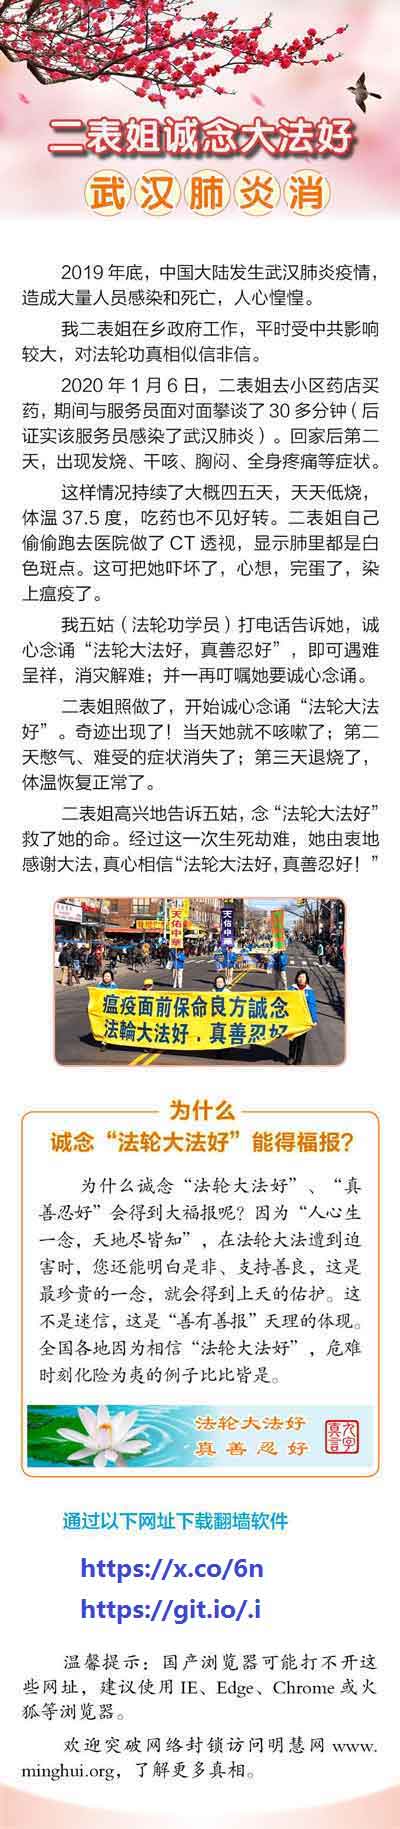 二表姐诚念大法好
武汉肺炎消
2019年底，中国大陆发生武汉肺炎疫情，
造成大量人员感染和死亡，人心惶惶。
我二表姐在乡政府工作，平时受中共影响
较大，对法轮功真相似信非信。
2020年1月6日，二表姐去小区药店买
药，期间与服务员面对面攀谈了30多分钟（后
证实该服务员感染了武汉肺炎）。回家后第二
天，出现发烧、干咳、胸闷、全身疼痛等症状。
这样情况持续了大概四五天，天天低烧，
体温37.5度，吃药也不见好转。二表姐自己
偷偷跑去医院做了CT透视，显示肺里都是白
色斑点。这可把她吓坏了，心想，完蛋了，染
上瘟疫了。
我五姑（法轮功学员）打电话告诉她，诚
心念诵“法轮大法好，真善忍好”，即可遇难
呈祥，消灾解难；并一再叮嘱她要诚心念诵。
二表姐照做了，开始诚心念诵“法轮大法
好”。奇迹出现了！当天她就不咳嗽了；第二
天憋气、难受的症状消失了；第三天退烧了，
体温恢复正常了。
二表姐高兴地告诉五姑，念“法轮大法好”
救了她的命。经过这一次生死劫难，她由衷地
感谢大法，真心相信“法轮大法好，真善忍好！”
天佑中華
天佑中華
瘟疫面前保命良方誠念
法輪大法好，真善忍好
为什么
诚念“法轮大法好”能得福报？
为什么诚念“法轮大法好”、“真
善忍好”会得到大福报呢？因为“人心生
一念，天地尽皆知”，在法轮大法遭到迫
害时，您还能明白是非、支持善良，这是
最珍贵的一念，就会得到上天的佑护。这
不是迷信，这是“善有善报”天理的体现。
全国各地因为相信“法轮大法好”，危难
时刻化险为夷的例子比比皆是。
法轮大法好
真善忍好
九字
真言
通过以下网址下载翻墙软件
https://x.co/6n
https://git.io/.i
温馨提示：国产浏览器可能打不开这
些网址，建议使用IE、Edge、Chrome或火
狐等浏览器。
欢迎突破网络封锁访问明慧网www.
minghui.org，了解更多真相。